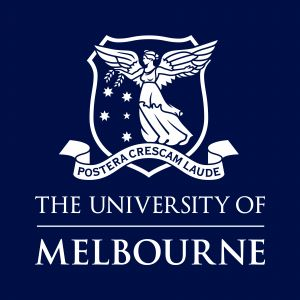 POSTERA CRESCAM LAUDE
THE UNIVERSITY OF
MELBOURNE